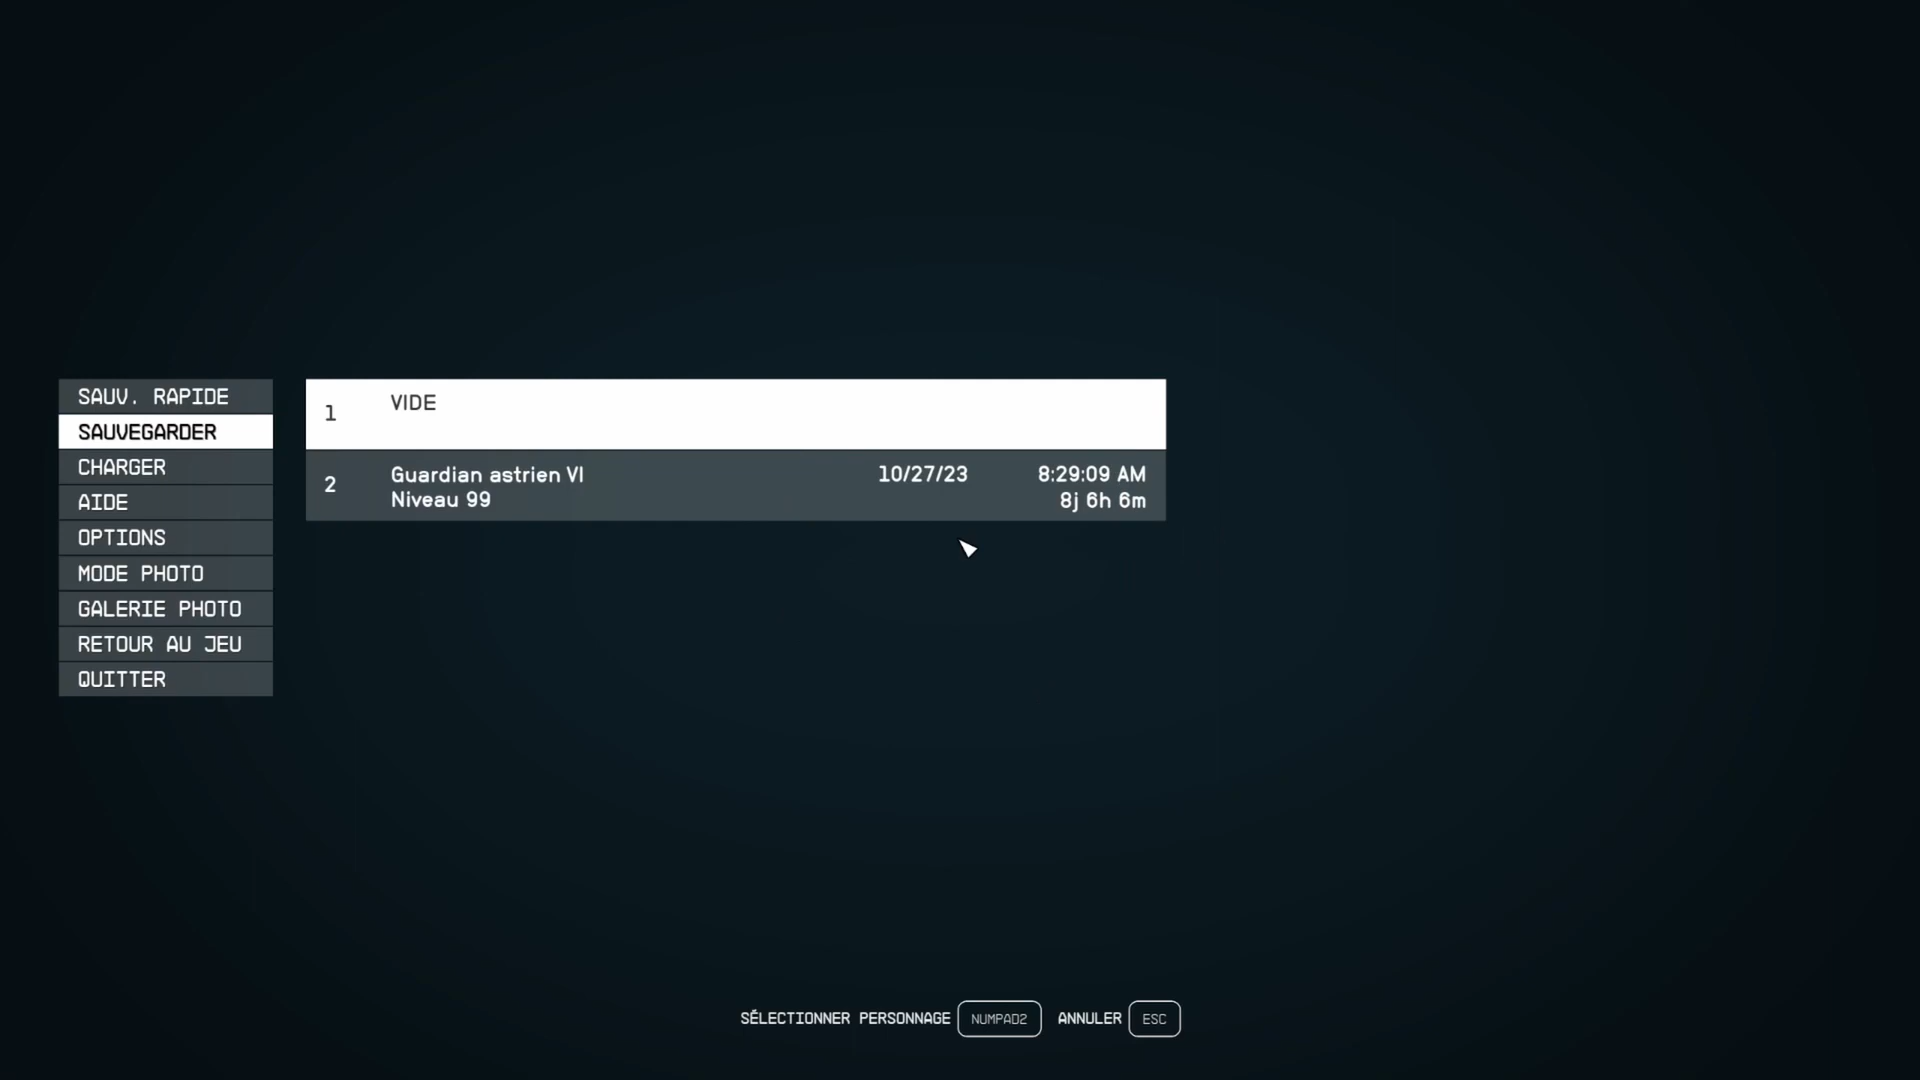 SAUV. RAPIDE
SAUVEGARDER
CHARGER
AIDE
OPTIONS
MODE PHOTO
GALERIE PHOTO
RETOUR AU JEU
QUITTER
1 VIDE
2 Guardian astrien VI 10/27/23 8:29:09 AM
Niveau 99 8j 6h 6m
SÉLECTIONNER PERSONNAGE NUMPAD2 ANNULER ESC